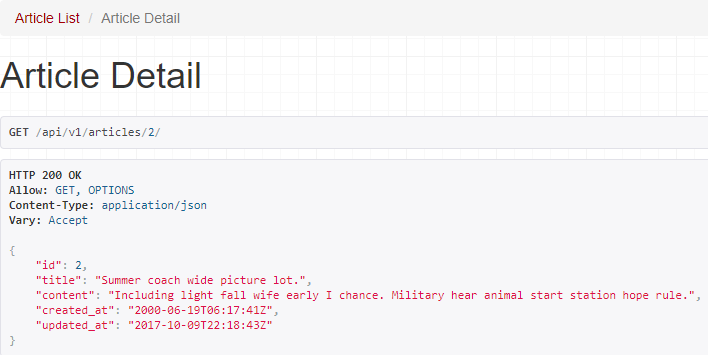 Article List / Article Detail
Article Detail
GET /api/v1/articles/2/
HTTP 200 OK
Allow: GET, OPTIONS
Content-Type: application/json
Vary: Accept
{
    "id": 2,
    "title": "Summer coach wide picture lot.",
    "content": "Including light fall wife early I chance. Military hear animal start station hope rule.",
    "created_at": "2000-06-19T06:17:41Z",
    "updated_at": "2017-10-09T22:18:43Z"
}